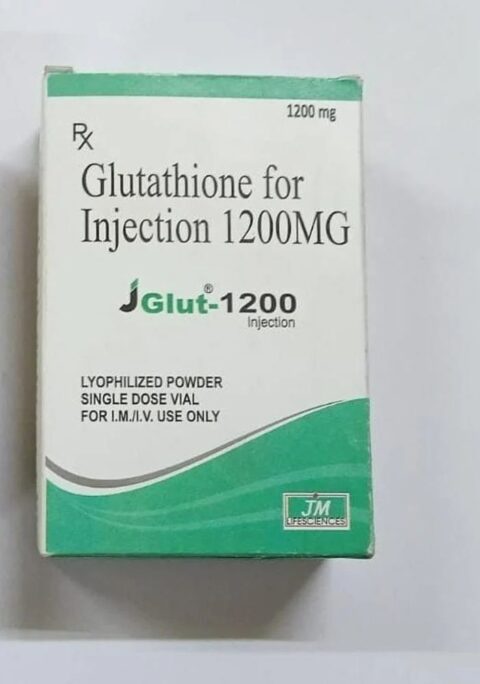 1200 mg
Rx
Glutathione for
Injection 1200MG
JGlut®-1200
Injection
LYOPHILIZED POWDER
SINGLE DOSE VIAL
FOR I.M./I.V. USE ONLY
JM
LIFESCIENCES